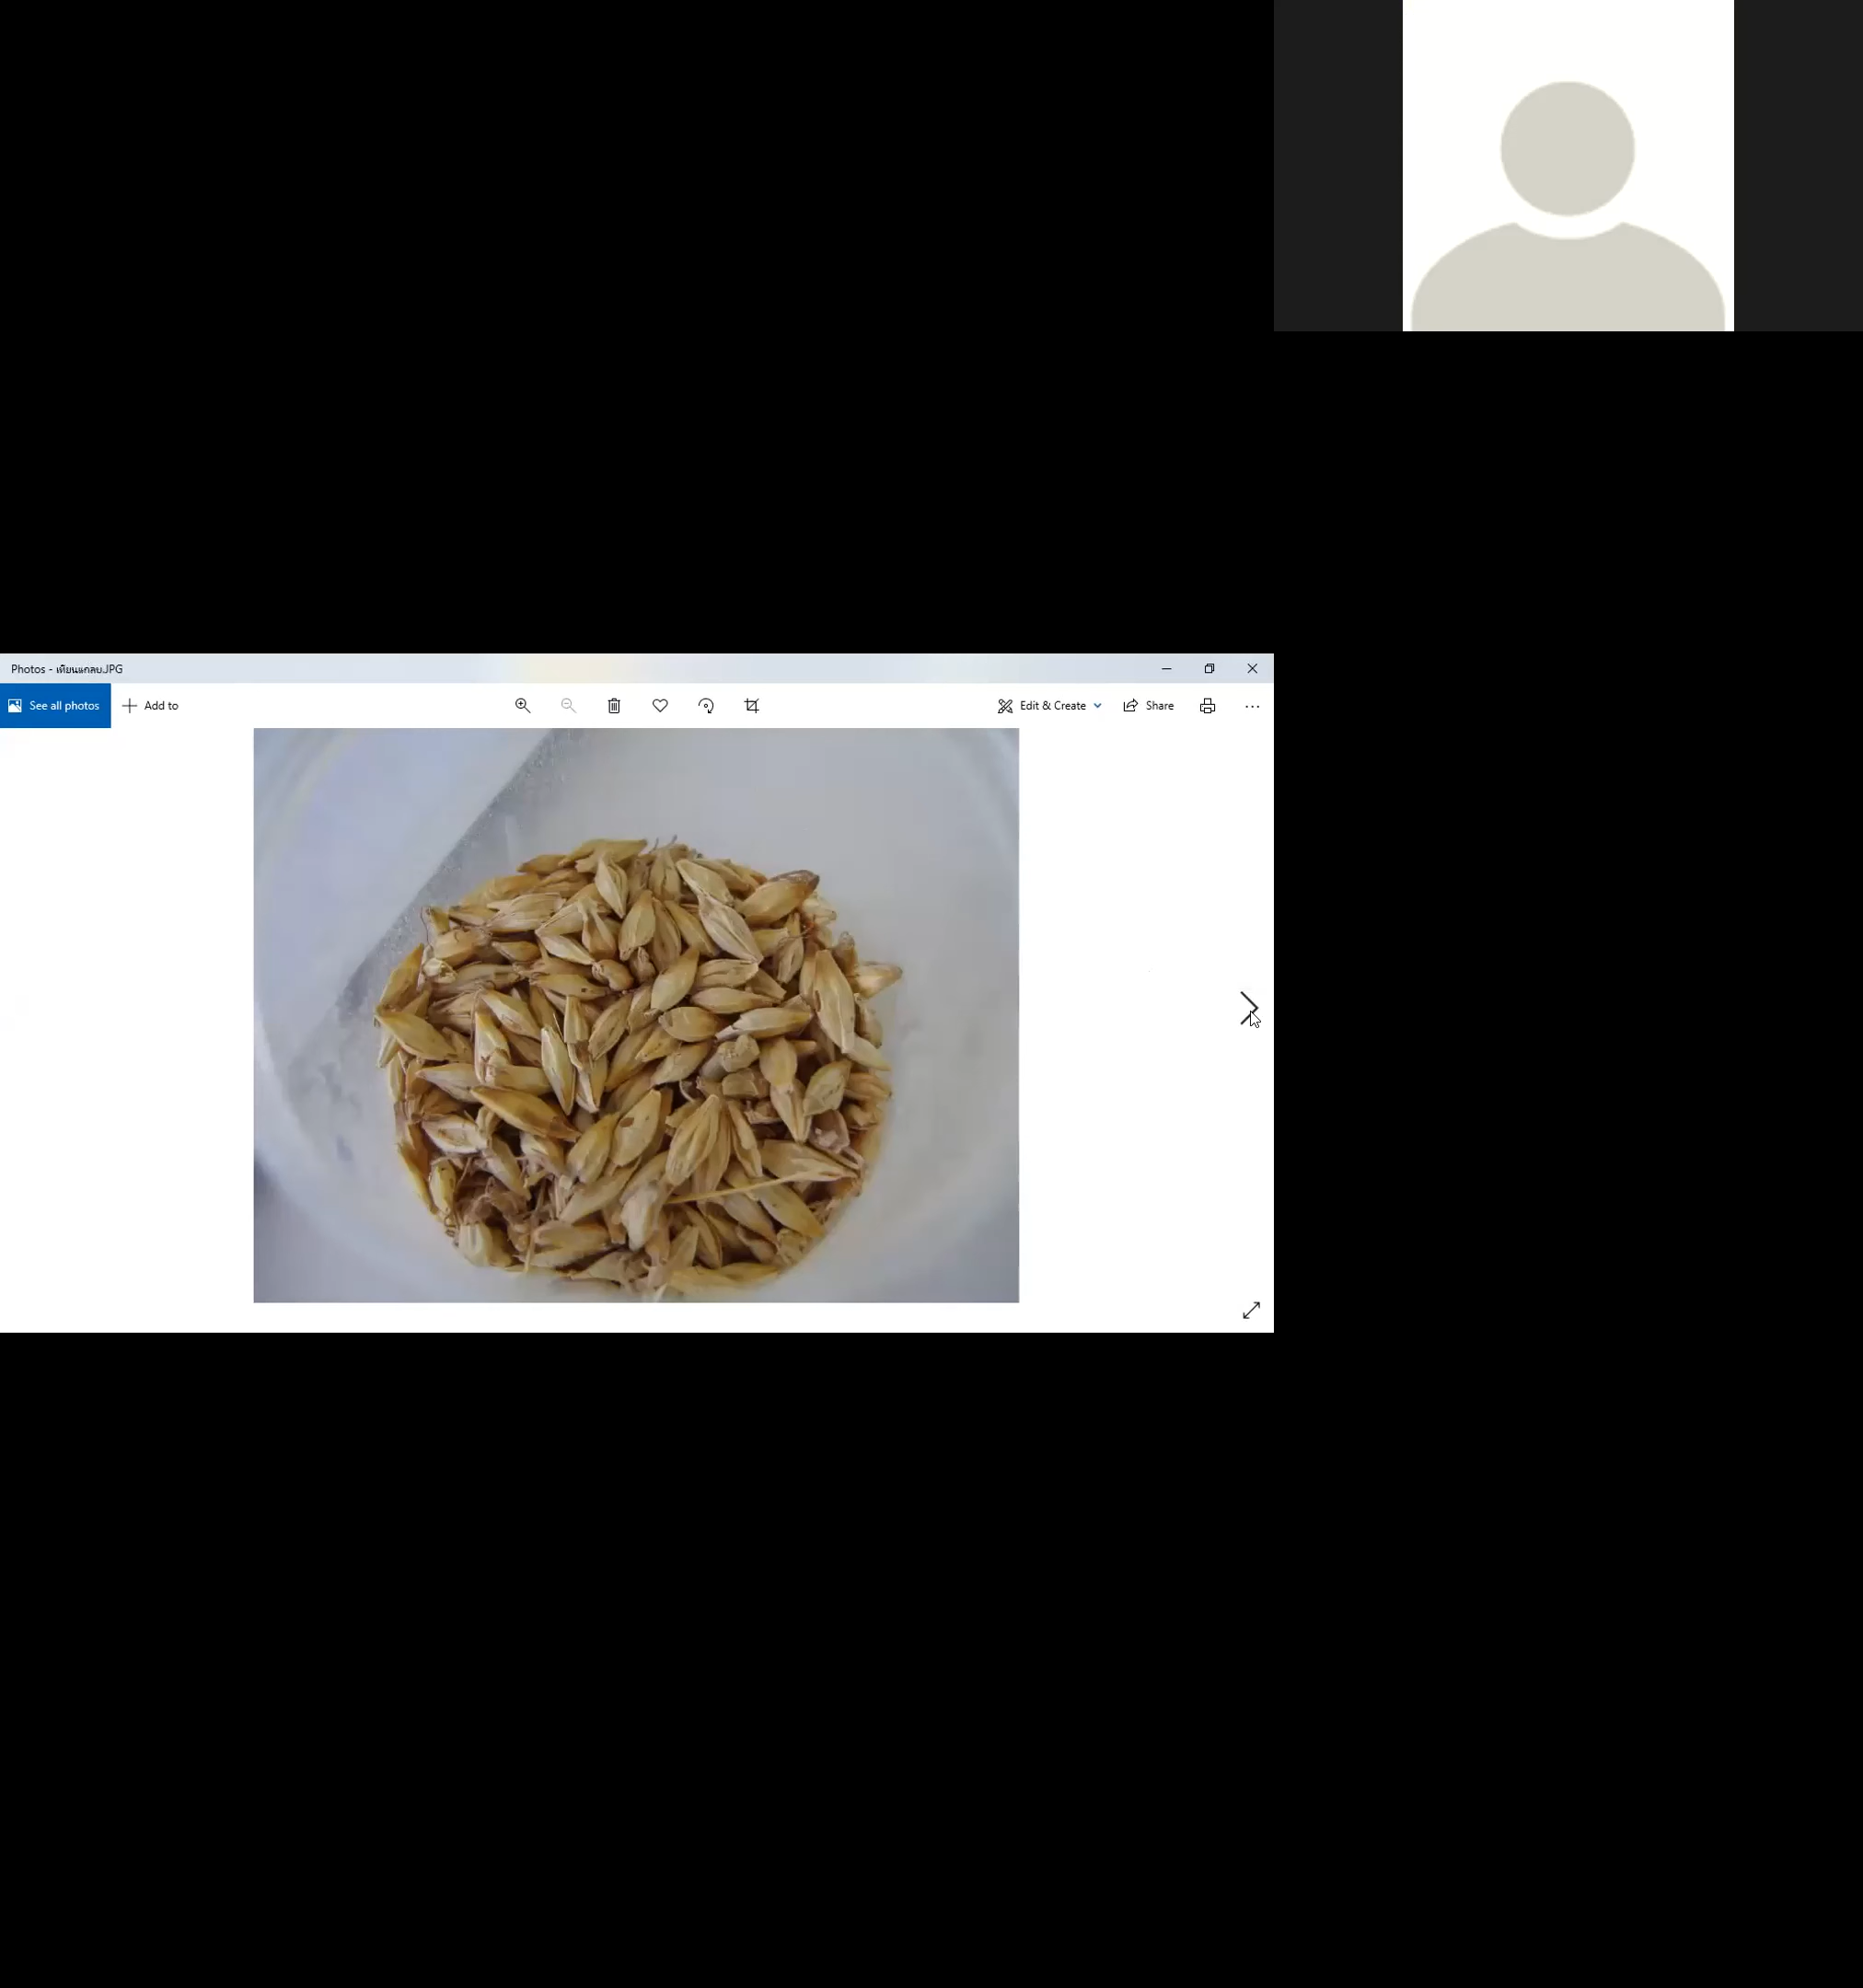 Photos - เทียนแกลบ.JPG
See all photos
Add to
Edit & Create
Share